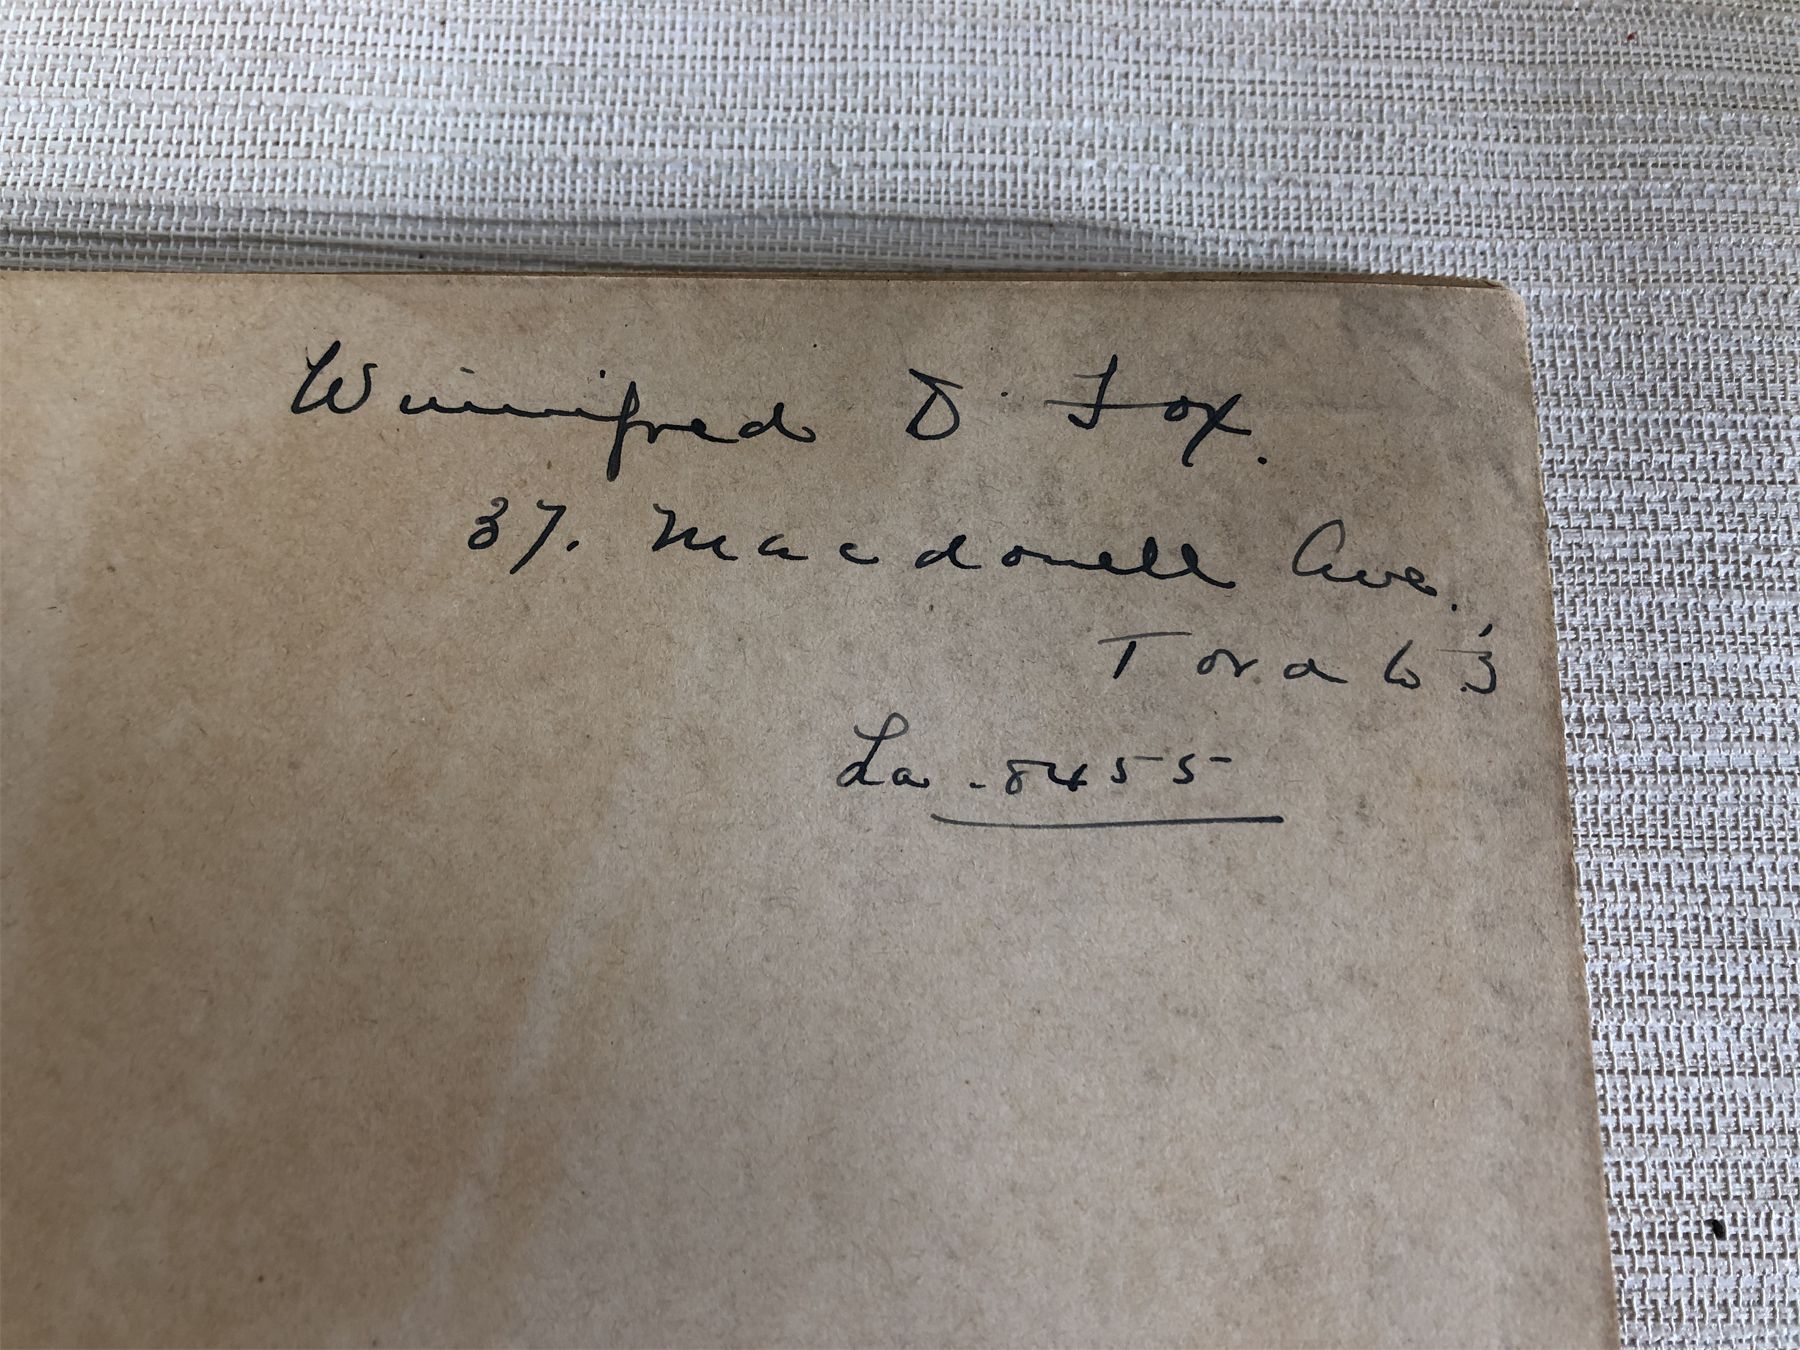 Winnifred D. Fox.
37. Macdonell Ave.
Toronto 3
La -8455